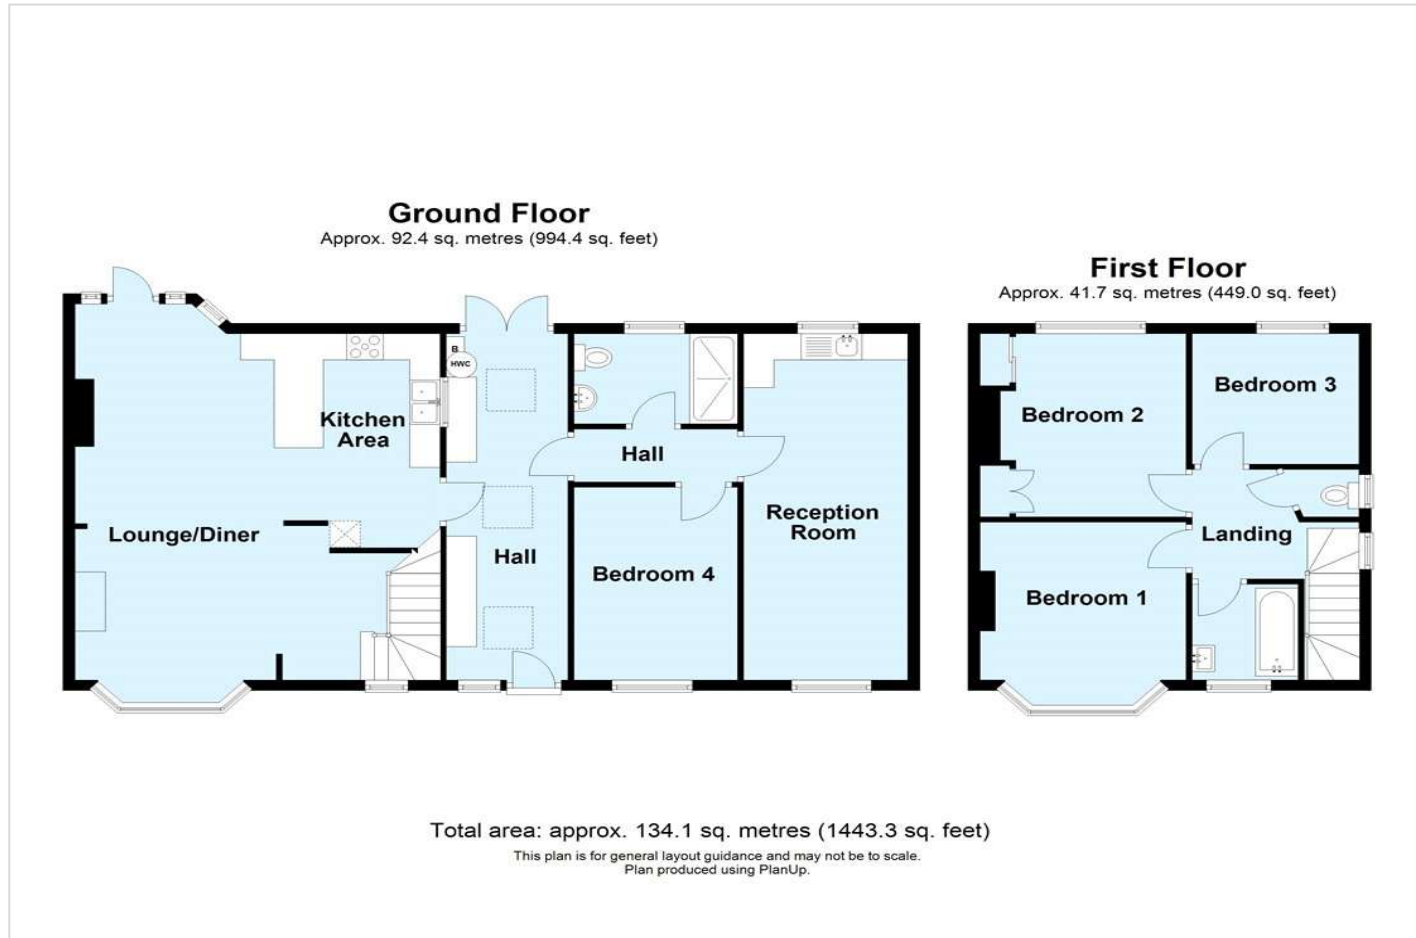 Ground Floor
Approx. 92.4 sq. metres (994.4 sq. feet)
B
HWC
Kitchen
Area
Hall
Lounge/Diner
Hall
Bedroom 4
Reception
Room
First Floor
Approx. 41.7 sq. metres (449.0 sq. feet)
Bedroom 3
Bedroom 2
Landing
Bedroom 1
Total area: approx. 134.1 sq. metres (1443.3 sq. feet)
This plan is for general layout guidance and may not be to scale.
Plan produced using PlanUp.